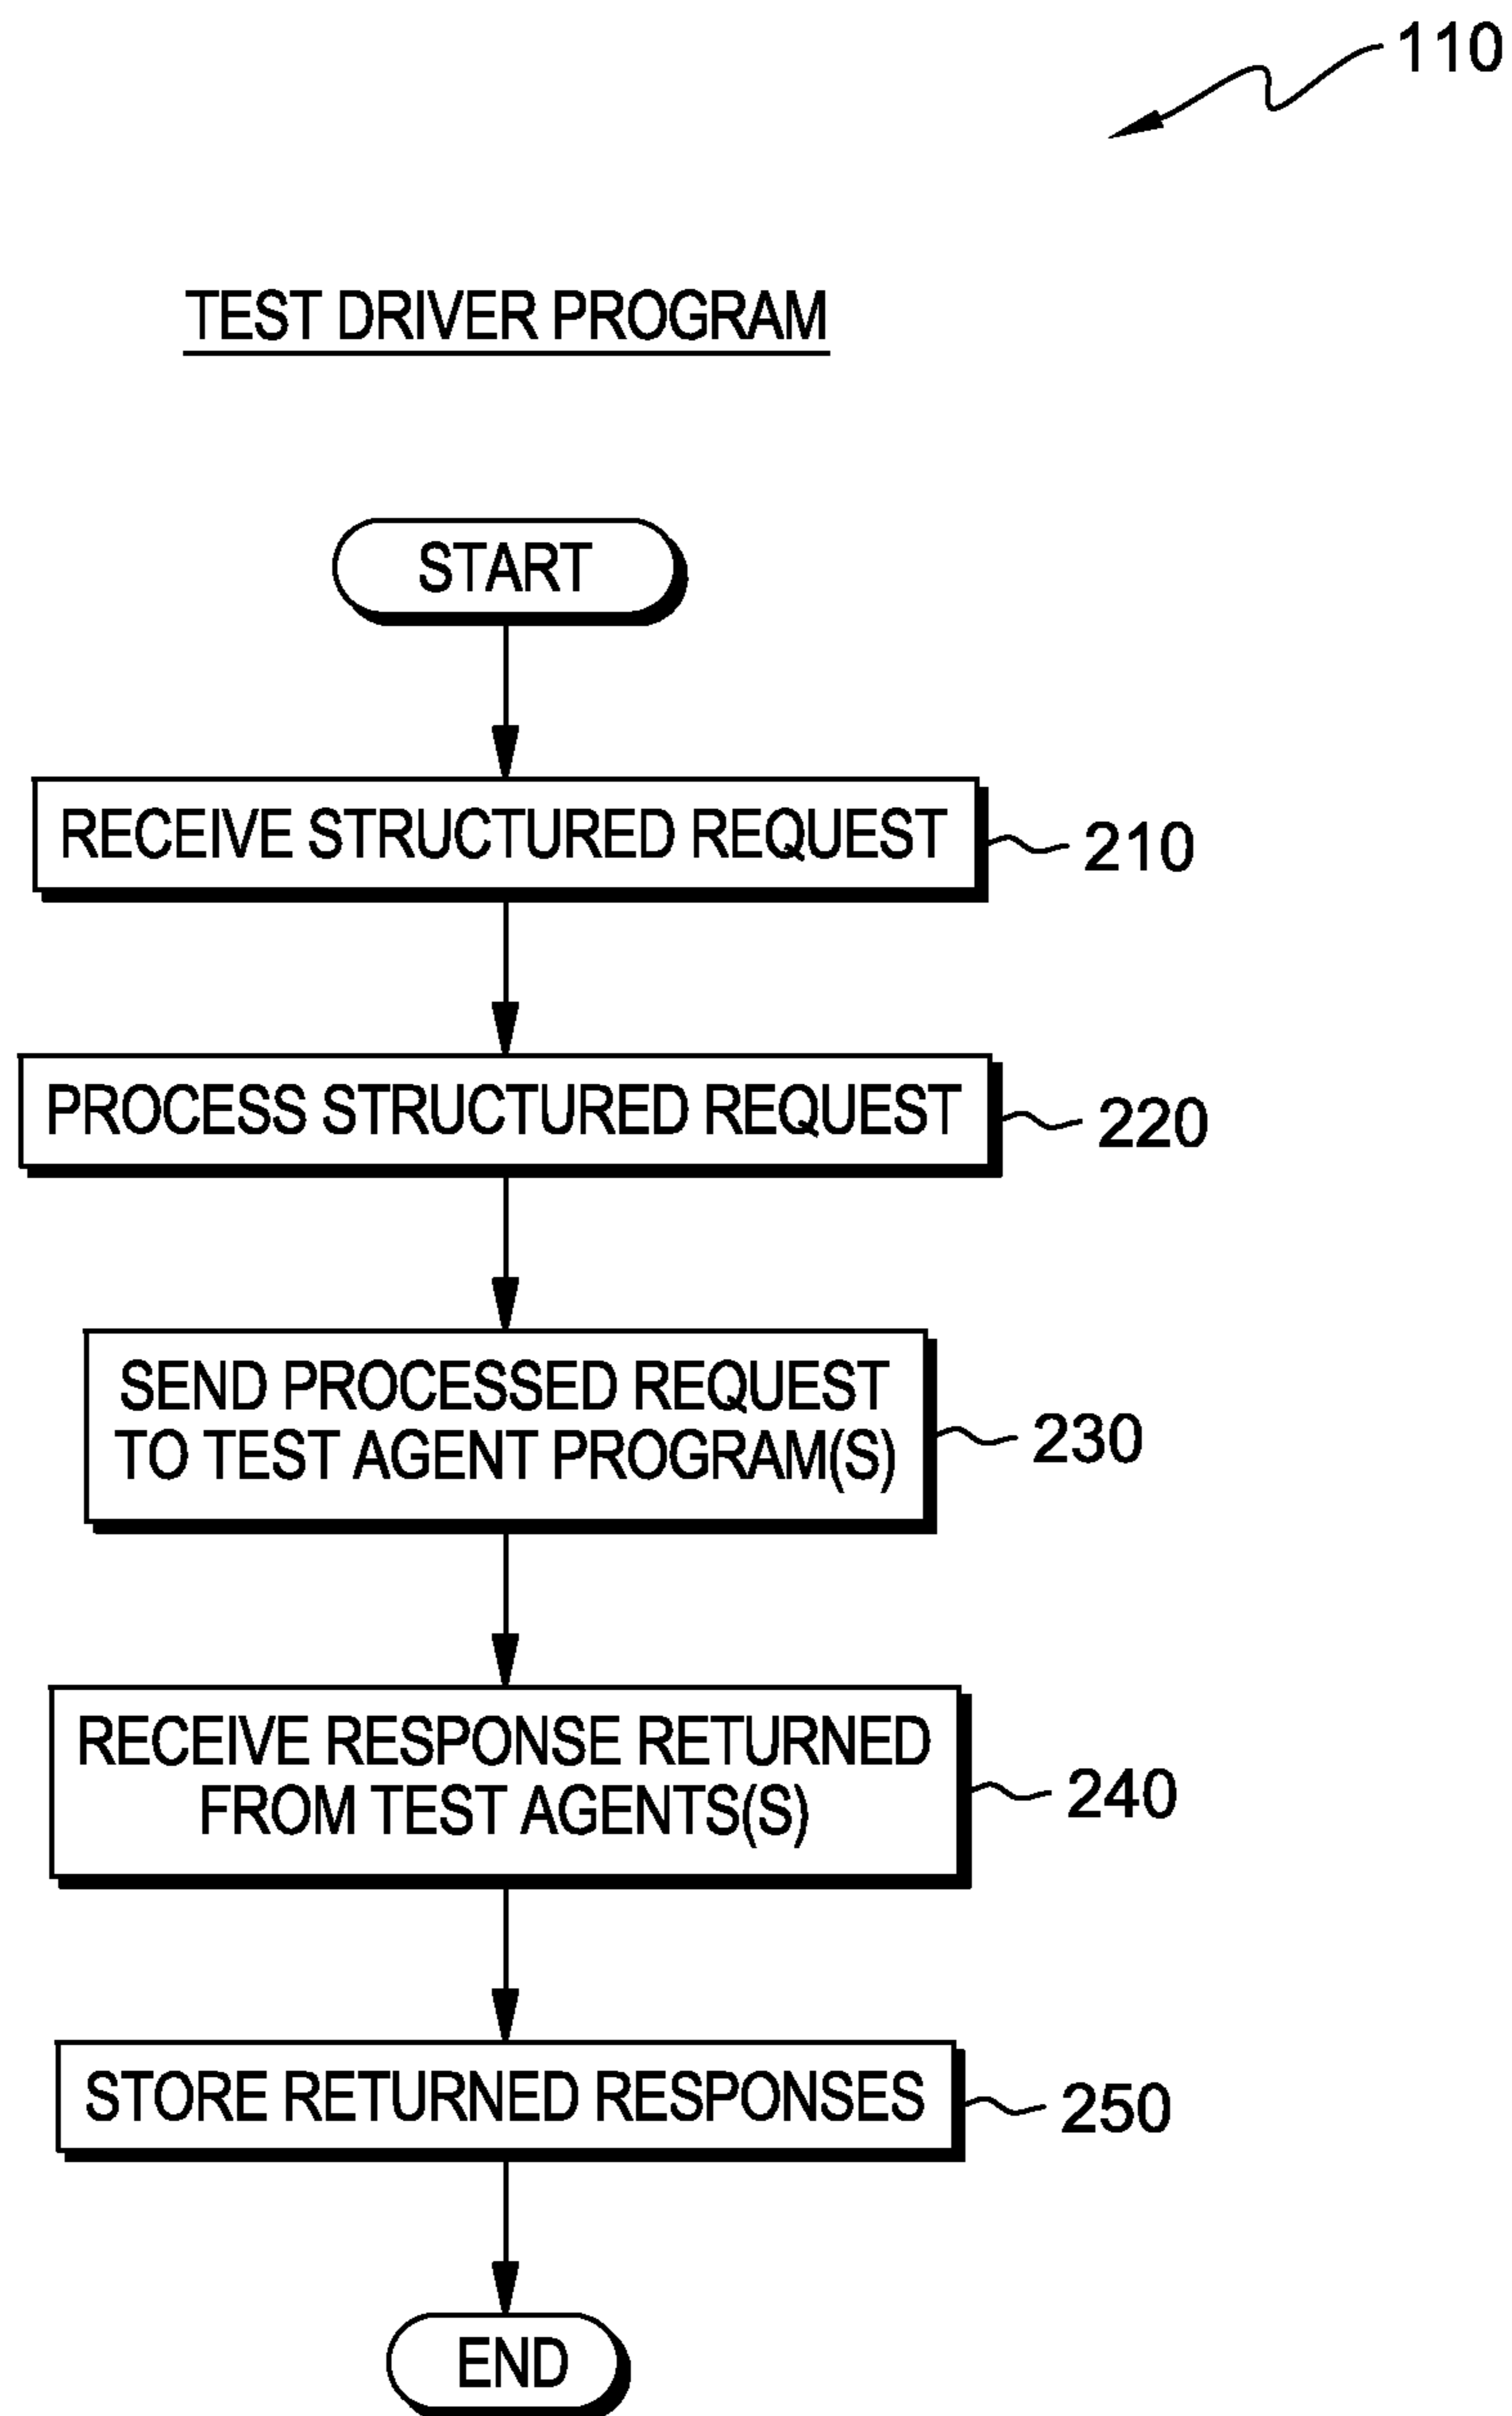 110
TEST DRIVER PROGRAM
START
RECEIVE STRUCTURED REQUEST
210
PROCESS STRUCTURED REQUEST
220
SEND PROCESSED REQUEST
TO TEST AGENT PROGRAM(S)
230
RECEIVE RESPONSE RETURNED
FROM TEST AGENTS(S)
240
STORE RETURNED RESPONSES
250
END